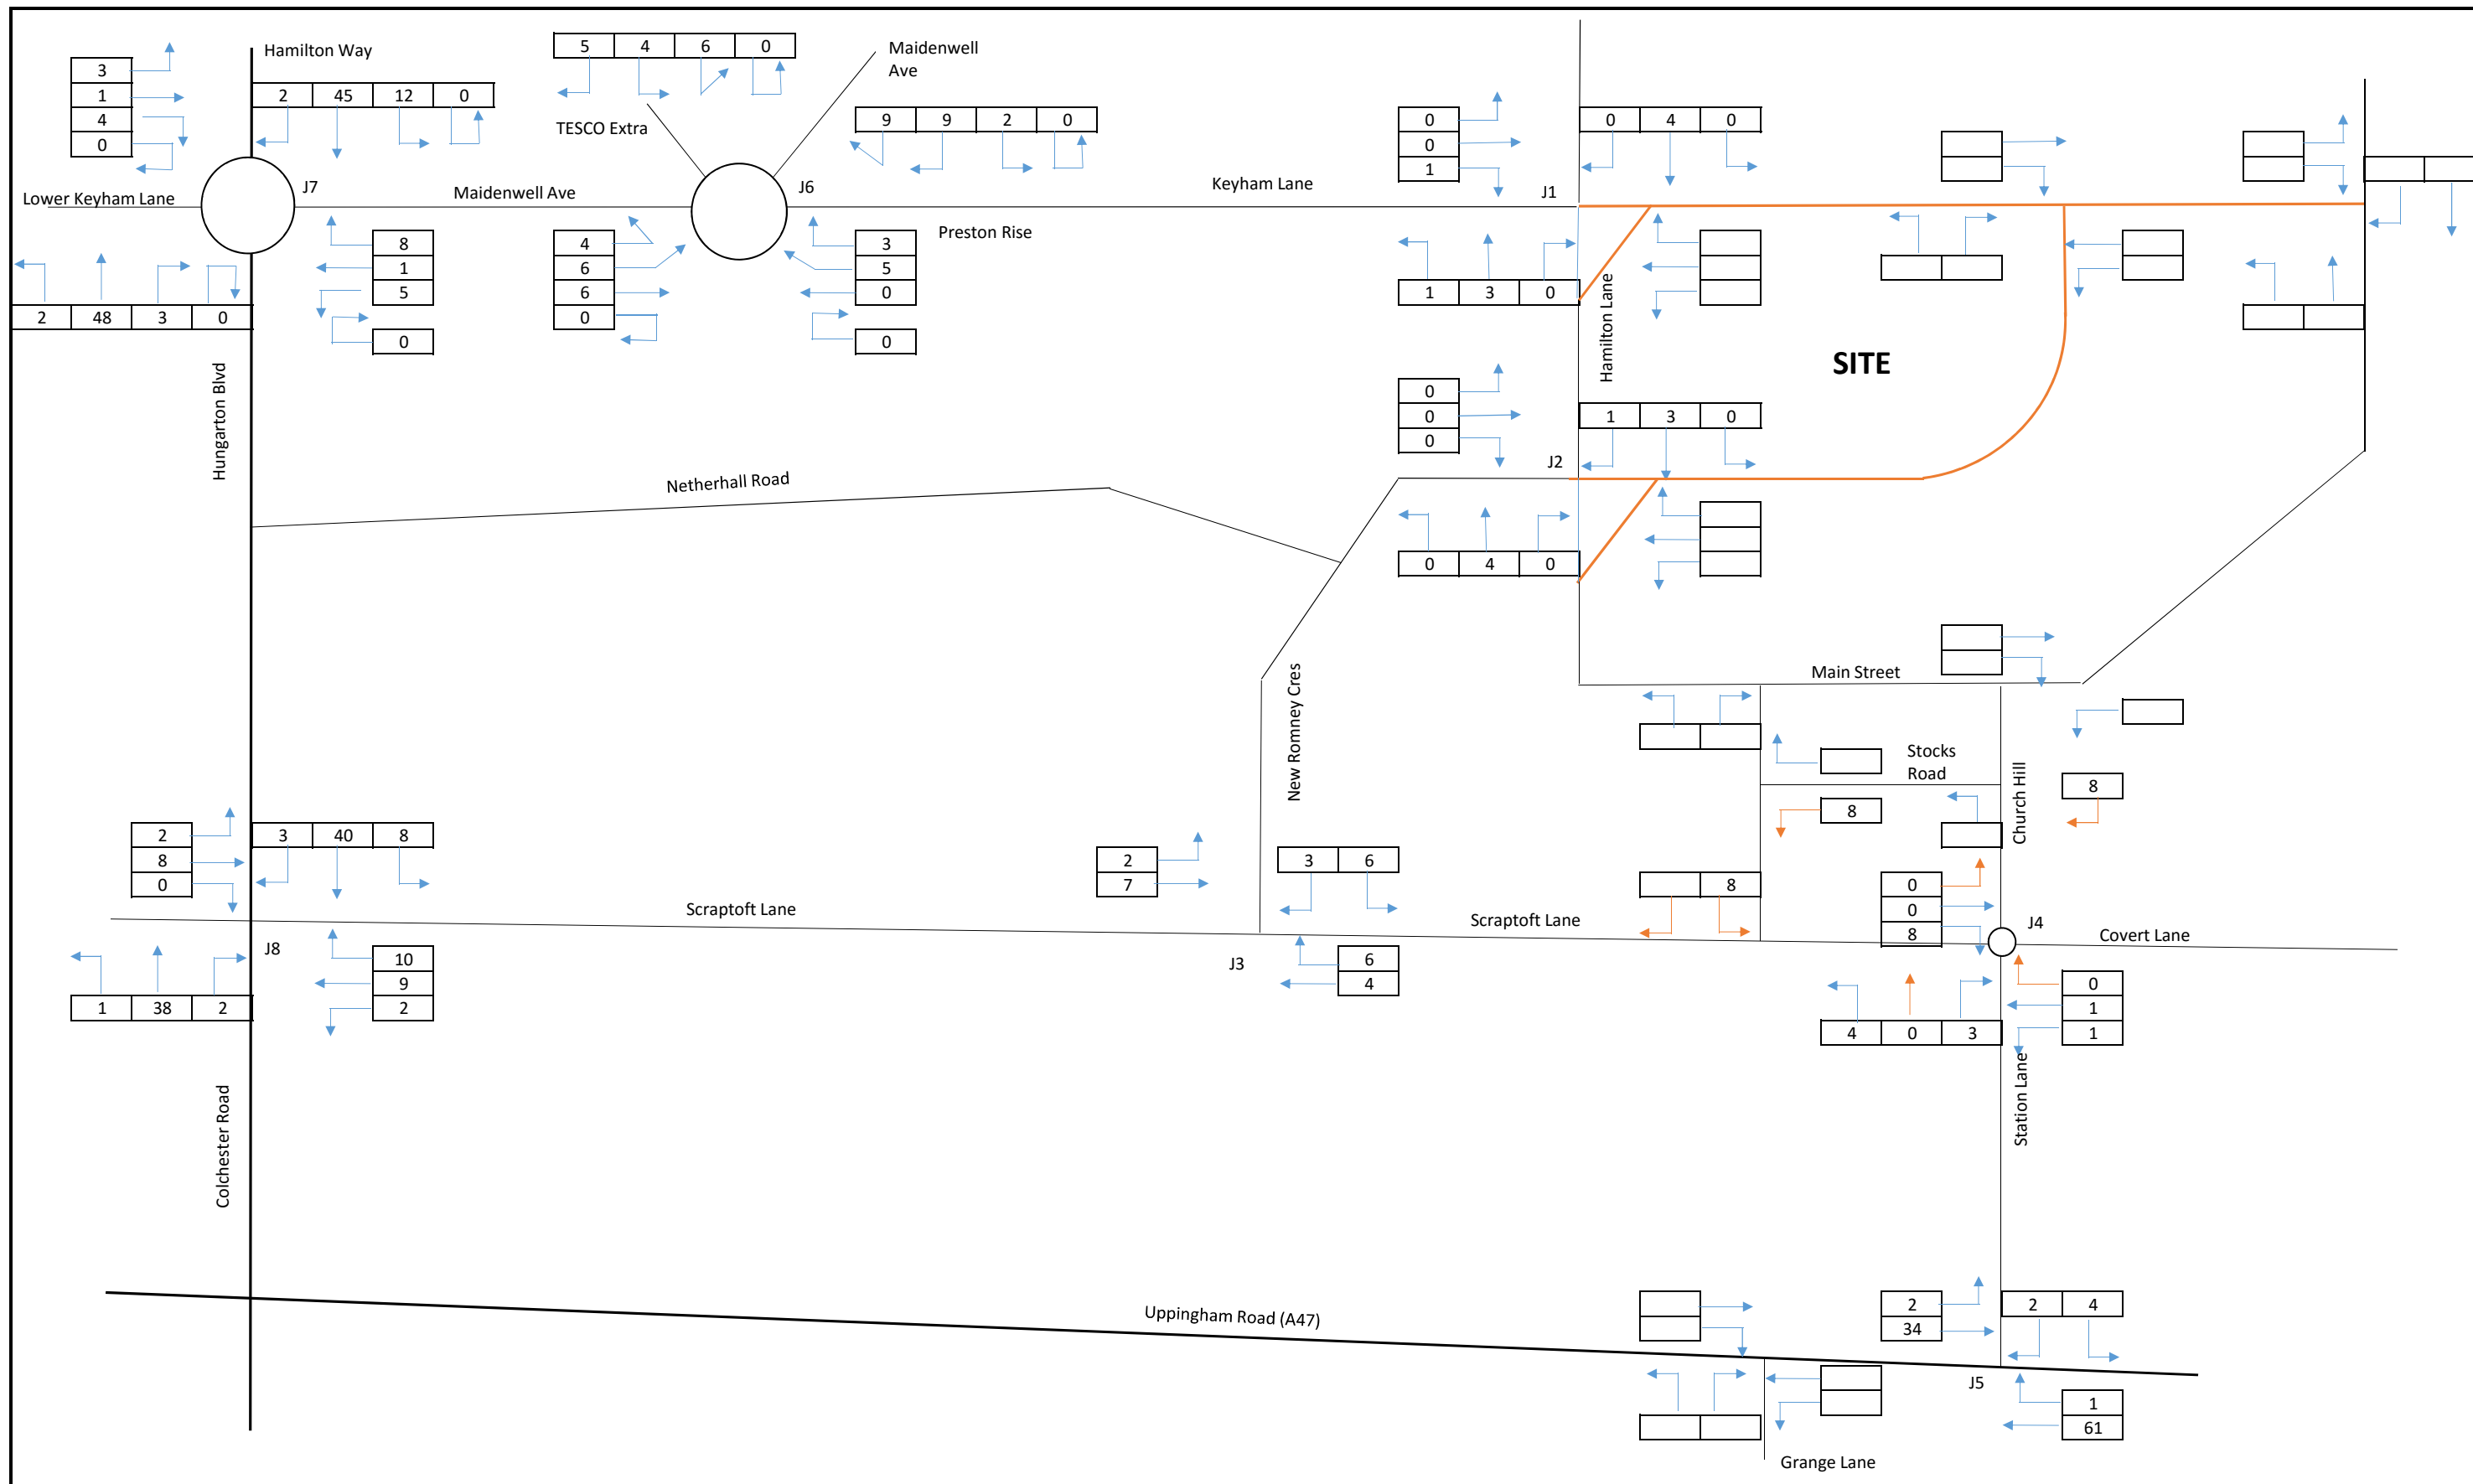 Hamilton Way
5 4 6 0
Maidenwell
Ave
3
1
4
0
2 45 12 0
TESCO Extra
9 9 2 0
0
0
1
0 4 0
Lower Keyham Lane
J7
Maidenwell Ave
J6
Keyham Lane
J1
Preston Rise
8
1
5
0
4
6
6
0
3
5
0
0
2 48 3 0
1 3 0
Hamilton Lane
SITE
Hungarton Blvd
0
0
0
1 3 0
J2
Netherhall Road
0 4 0
New Romney Cres
Main Street
Stocks
Road
Church Hill
8
8
2
8
0
3 40 8
2
7
3 6
8
0
0
8
Scraptoft Lane
Scraptoft Lane
J4
Covert Lane
J8
10
9
2
J3
6
4
0
1
1
1 38 2
4 0 3
Colchester Road
Station Lane
Uppingham Road (A47)
2
34
2 4
J5
1
61
Grange Lane